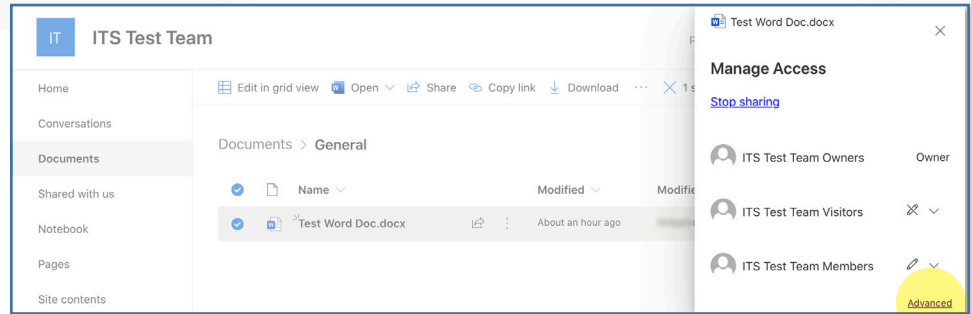 IT ITS Test Team
Home
Conversations
Documents
Shared with us
Notebook
Pages
Site contents
Edit in grid view Open Share Copy link Download ··· 1 s
Documents > General
Name Modified Modifie
Test Word Doc.docx About an hour ago
Test Word Doc.docx
Manage Access
Stop sharing
ITS Test Team Owners Owner
ITS Test Team Visitors
ITS Test Team Members
Advanced